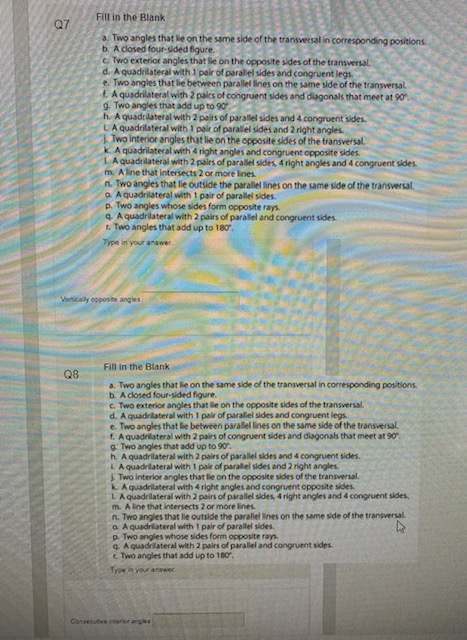 Q7
Fill in the Blank
a. Two angles that lie on the same side of the transversal in corresponding positions.
b. A closed four-sided figure.
c. Two exterior angles that lie on the opposite sides of the transversal.
d. A quadrilateral with 1 pair of parallel sides and congruent legs.
e. Two angles that lie between parallel lines on the same side of the transversal.
f. A quadrilateral with 2 pairs of congruent sides and diagonals that meet at 90°.
g. Two angles that add up to 90°.
h. A quadrilateral with 2 pairs of parallel sides and 4 congruent sides.
i. A quadrilateral with 1 pair of parallel sides and 2 right angles.
j. Two interior angles that lie on the opposite sides of the transversal.
k. A quadrilateral with 4 right angles and congruent opposite sides.
l. A quadrilateral with 2 pairs of parallel sides, 4 right angles and 4 congruent sides.
m. A line that intersects 2 or more lines.
n. Two angles that lie outside the parallel lines on the same side of the transversal.
o. A quadrilateral with 1 pair of parallel sides.
p. Two angles whose sides form opposite rays.
q. A quadrilateral with 2 pairs of parallel and congruent sides.
r. Two angles that add up to 180°.
Type in your answer.
Vertically opposite angles
Q8
Fill in the Blank
a. Two angles that lie on the same side of the transversal in corresponding positions.
b. A closed four-sided figure.
c. Two exterior angles that lie on the opposite sides of the transversal.
d. A quadrilateral with 1 pair of parallel sides and congruent legs.
e. Two angles that lie between parallel lines on the same side of the transversal.
f. A quadrilateral with 2 pairs of congruent sides and diagonals that meet at 90°.
g. Two angles that add up to 90°.
h. A quadrilateral with 2 pairs of parallel sides and 4 congruent sides.
i. A quadrilateral with 1 pair of parallel sides and 2 right angles.
j. Two interior angles that lie on the opposite sides of the transversal.
k. A quadrilateral with 4 right angles and congruent opposite sides.
l. A quadrilateral with 2 pairs of parallel sides, 4 right angles and 4 congruent sides.
m. A line that intersects 2 or more lines.
n. Two angles that lie outside the parallel lines on the same side of the transversal.
o. A quadrilateral with 1 pair of parallel sides.
p. Two angles whose sides form opposite rays.
q. A quadrilateral with 2 pairs of parallel and congruent sides.
r. Two angles that add up to 180°.
Type in your answer.
Consecutive interior angles